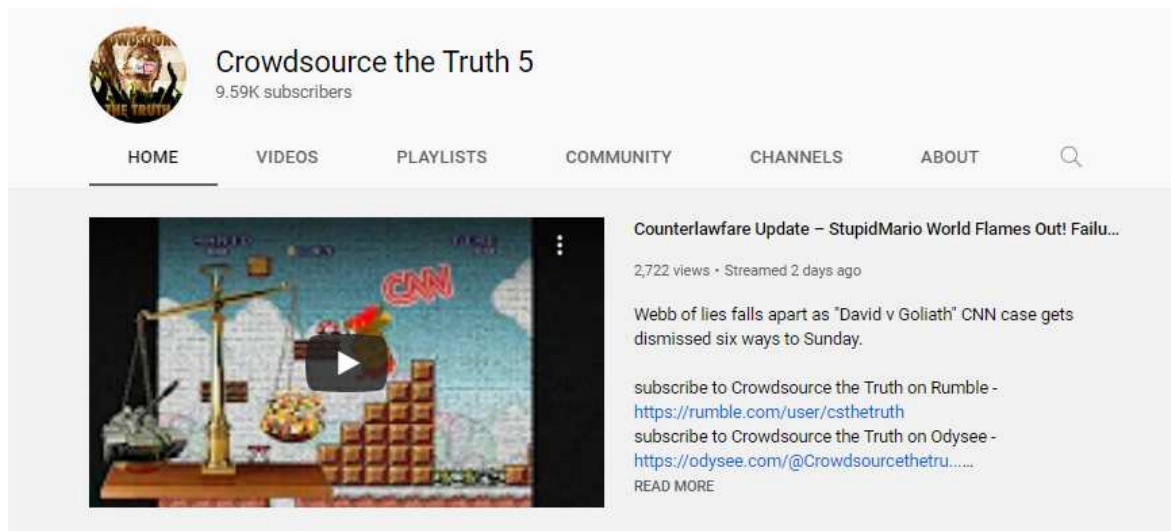 Crowdsource the Truth 5
9.59K subscribers
HOME VIDEOS PLAYLISTS COMMUNITY CHANNELS ABOUT
THE TRUTH
CNN
Counterlawfare Update – StupidMario World Flames Out! Failu...
2,722 views • Streamed 2 days ago
Webb of lies falls apart as "David v Goliath" CNN case gets
dismissed six ways to Sunday.
subscribe to Crowdsource the Truth on Rumble -
https://rumble.com/user/csthetruth
subscribe to Crowdsource the Truth on Odysee -
https://odysee.com/@Crowdsourcethetru......
READ MORE